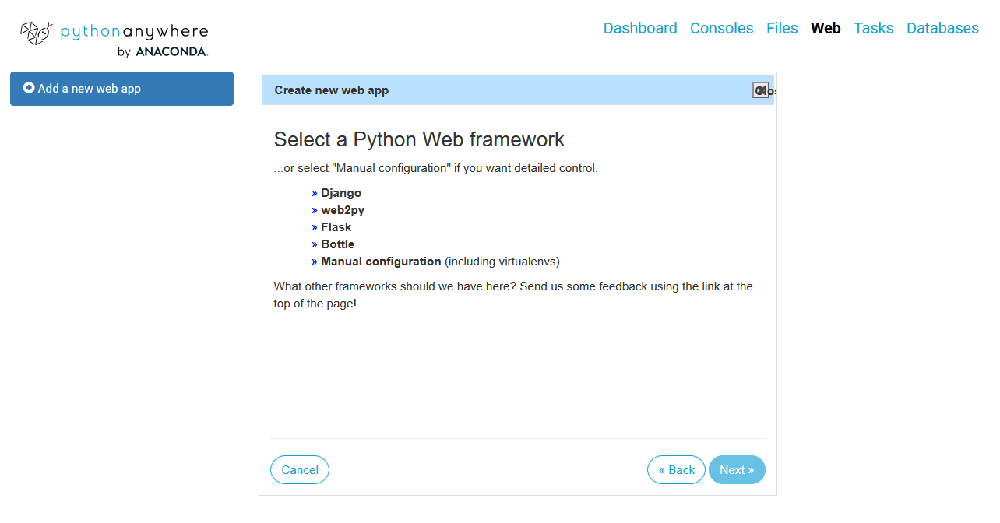 pythonanywhere
by ANACONDA.
Dashboard Consoles Files Web Tasks Databases
Add a new web app
Create new web app
Select a Python Web framework
...or select "Manual configuration" if you want detailed control.
» Django
» web2py
» Flask
» Bottle
» Manual configuration (including virtualenvs)
What other frameworks should we have here? Send us some feedback using the link at the
top of the page!
Cancel
« Back
Next »